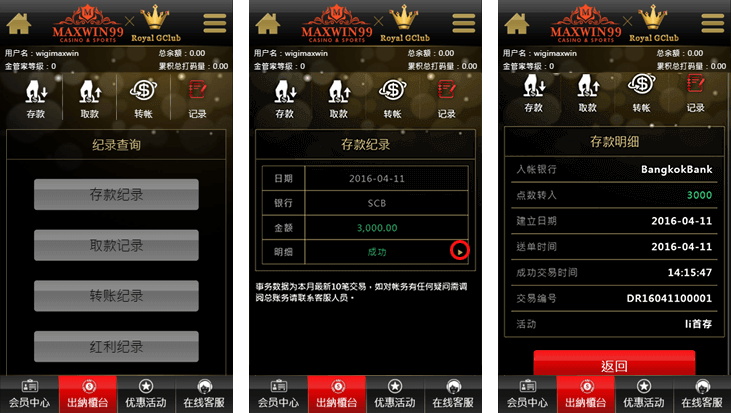 MAXWIN99
CASINO & SPORTS
×
Royal GClub
用户名:wigimaxwin
总余额:0.00
金管家等级:0
累积总打码量:0.00
存款
取款
转帐
记录
纪录查询
存款纪录
取款记录
转账纪录
红利纪录
会员中心
出納櫃台
优惠活动
在线客服
MAXWIN99
CASINO & SPORTS
×
Royal GClub
用户名:wigimaxwin
总余额:0.00
金管家等级:0
累积总打码量:0.00
存款
取款
转帐
记录
存款纪录
日期 2016-04-11
银行 SCB
金额 3,000.00
明细 成功
事务数据为本月最新10笔交易,如对帐务有任何疑问需调
阅总账务请联系客服人员。
会员中心
出納櫃台
优惠活动
在线客服
MAXWIN99
CASINO & SPORTS
×
Royal GClub
用户名:wigimaxwin
总余额:0.00
金管家等级:0
累积总打码量:0.00
存款
取款
转帐
记录
存款明细
入帐银行 BangkokBank
点数转入 3000
建立日期 2016-04-11
送单时间 2016-04-11
成功交易时间 14:15:47
交易编号 DR16041100001
活动 li首存
返回
会员中心
出納櫃台
优惠活动
在线客服